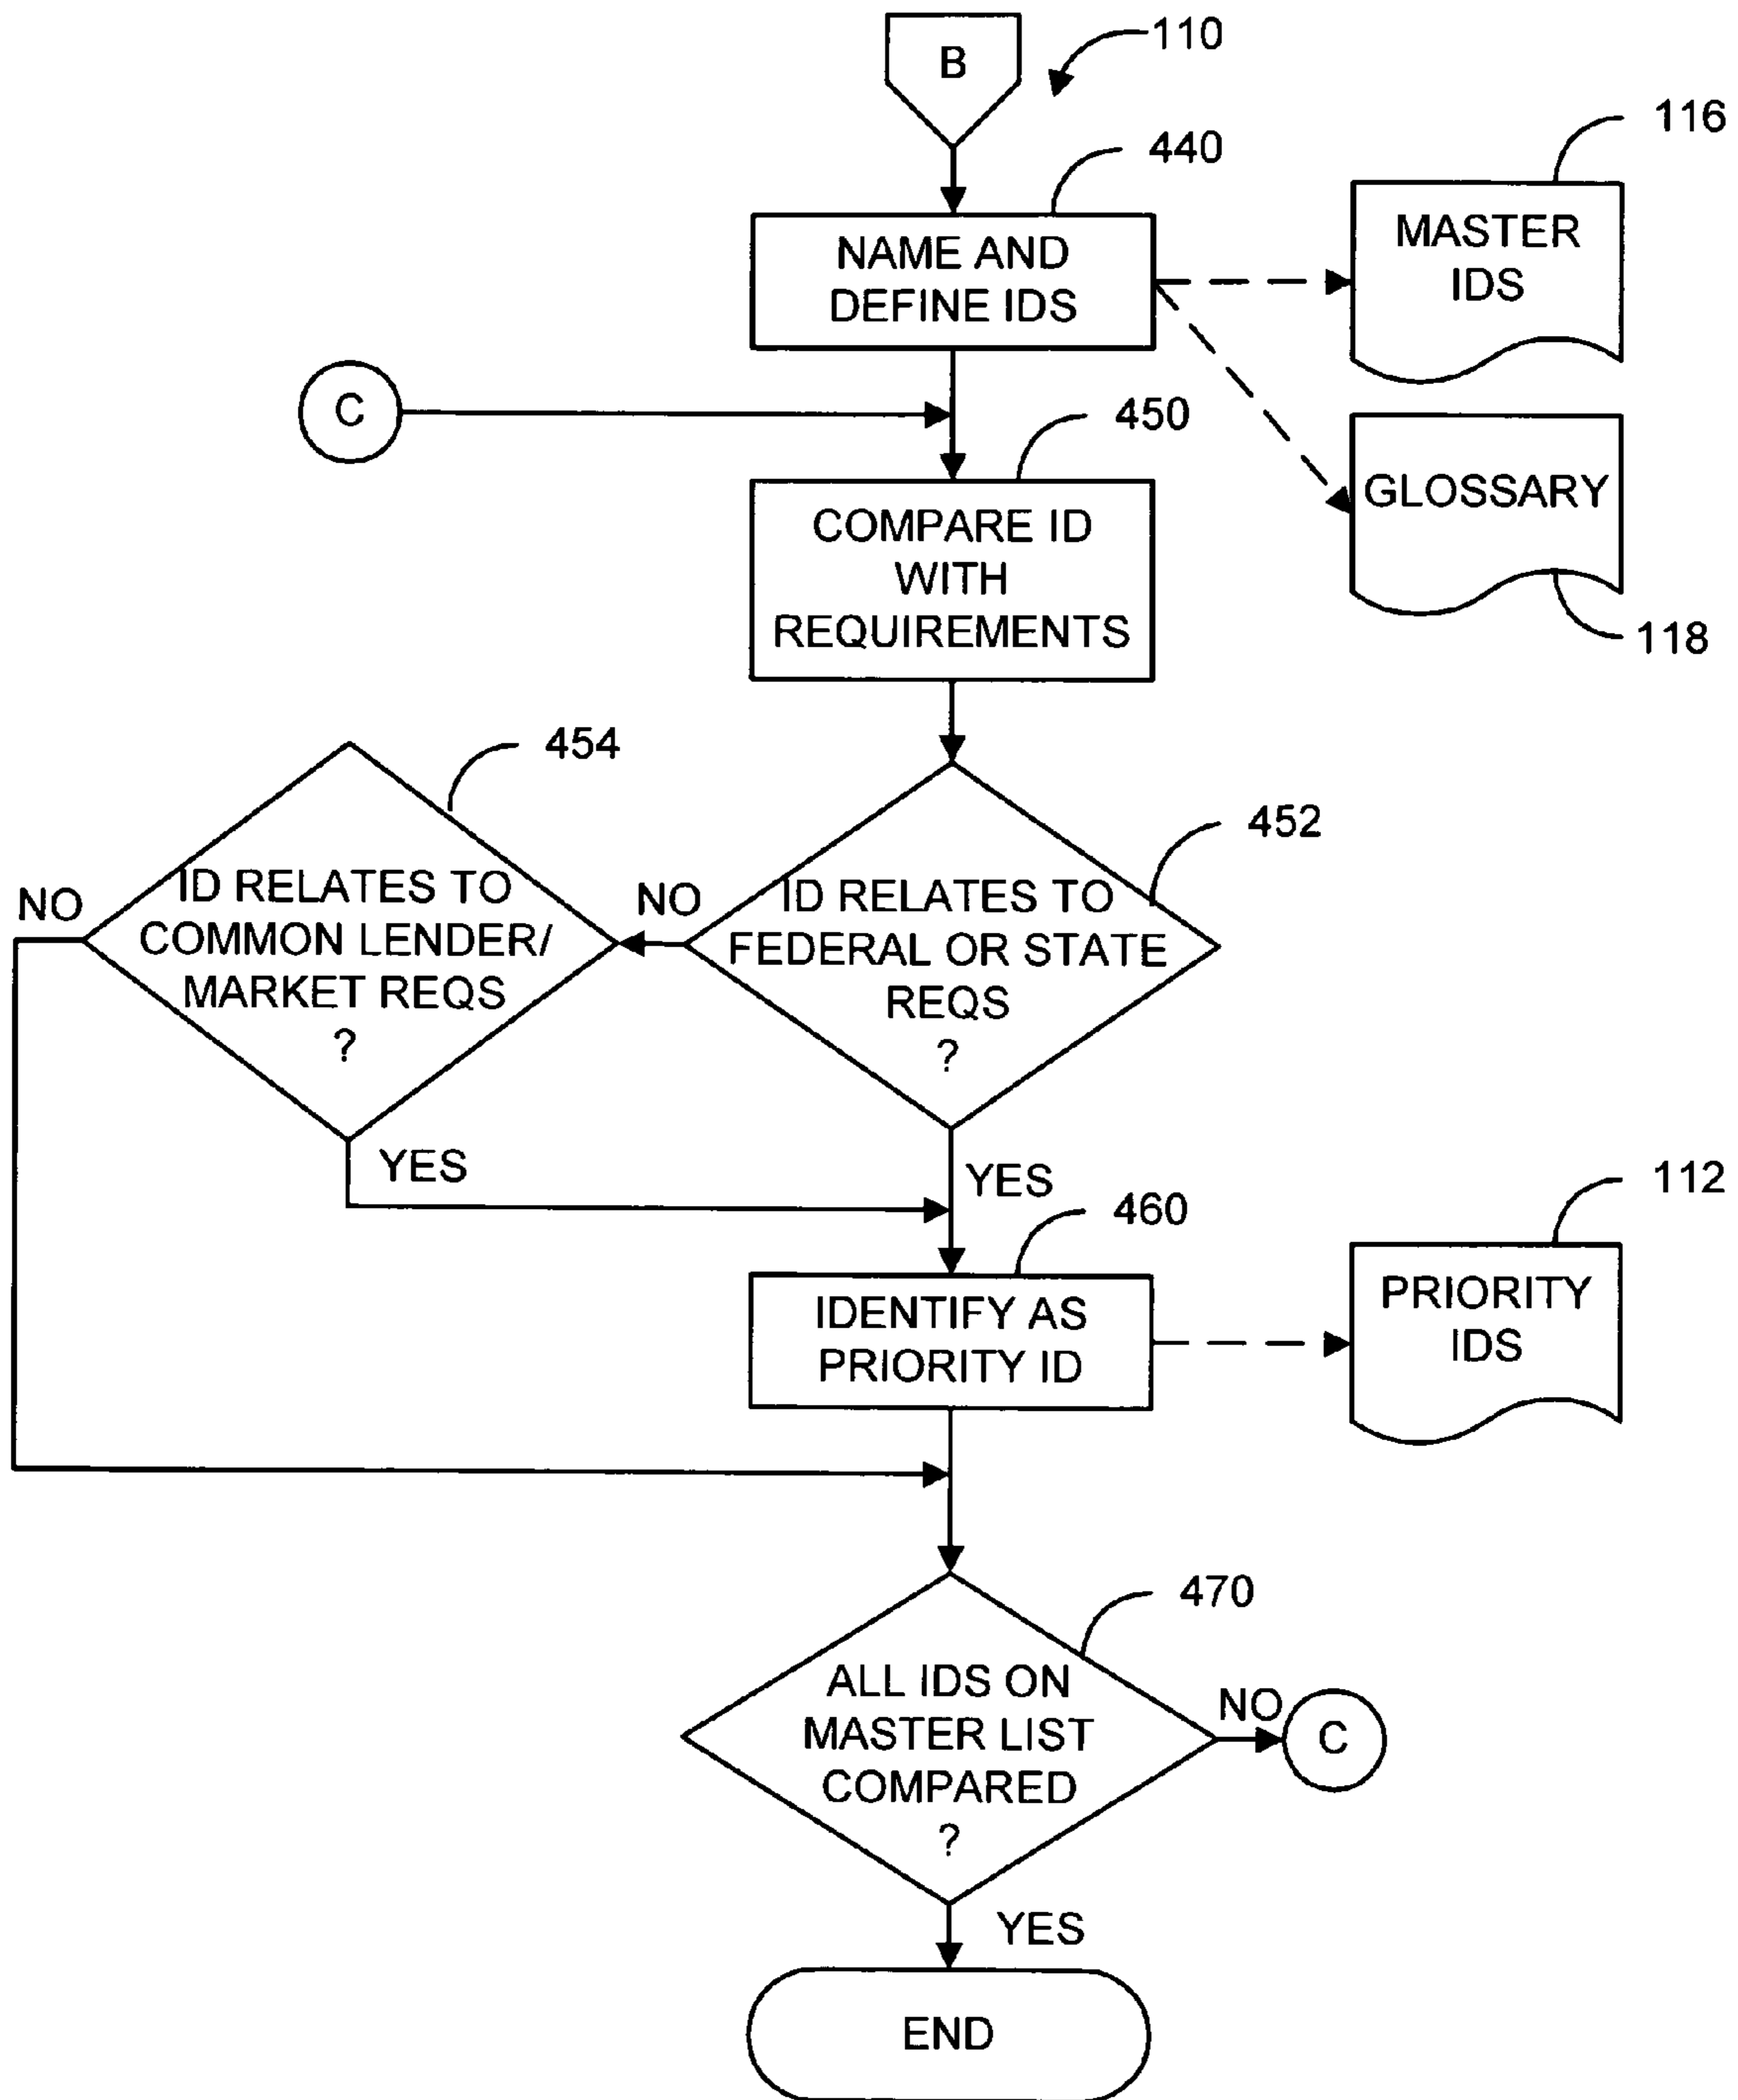 B
110
440
116
NAME AND
DEFINE IDS
MASTER
IDS
C
450
GLOSSARY
118
COMPARE ID
WITH
REQUIREMENTS
454
452
NO
ID RELATES TO
COMMON LENDER/
MARKET REQS
?
NO
ID RELATES TO
FEDERAL OR STATE
REQS
?
YES
YES
460
112
IDENTIFY AS
PRIORITY ID
PRIORITY
IDS
470
ALL IDS ON
MASTER LIST
COMPARED
?
NO
C
YES
END